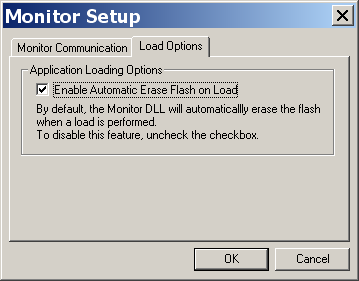 Monitor Setup
Monitor Communication
Load Options
Application Loading Options
Enable Automatic Erase Flash on Load
By default, the Monitor DLL will automaticallly erase the flash
when a load is performed.
To disable this feature, uncheck the checkbox.
OK
Cancel